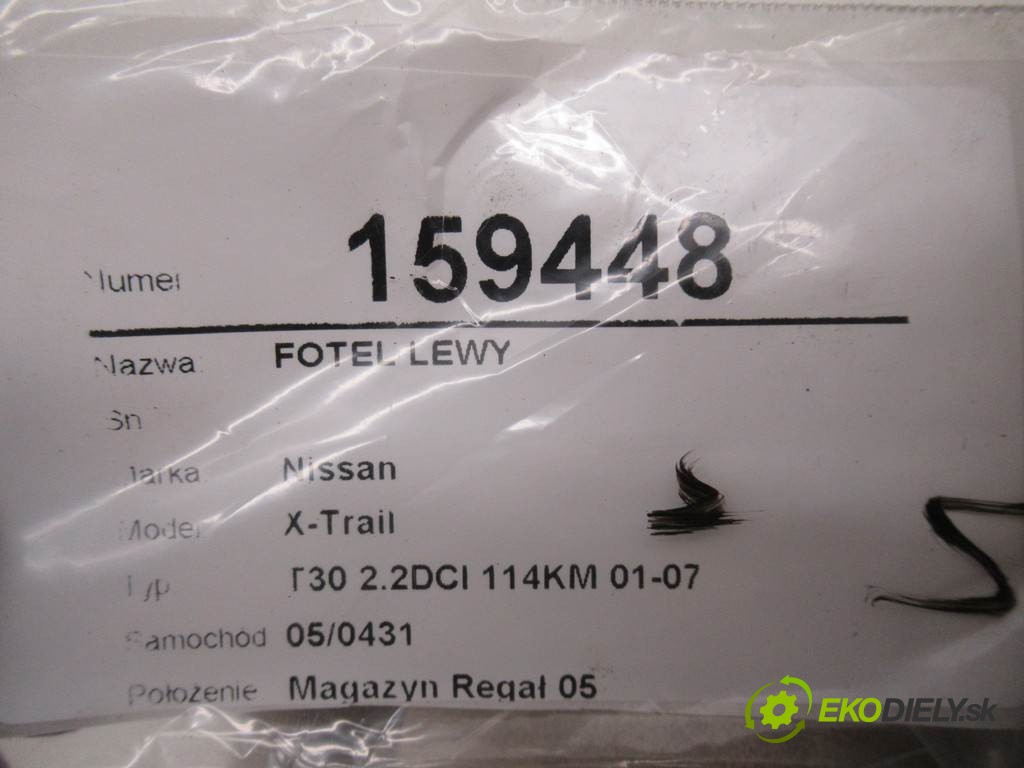 Numer 159448
Nazwa FOTEL LEWY
Sn
Marka Nissan
Model X-Trail
Typ T30 2.2DCI 114KM 01-07
Samochód 05/0431
Położenie Magazyn Regał 05
EKODIELY.sk